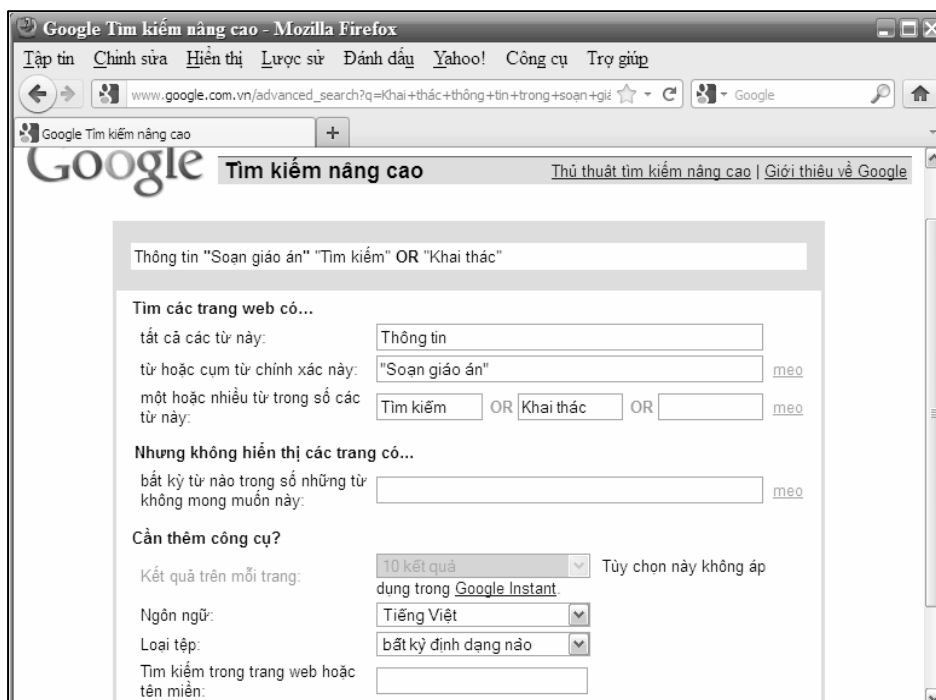 Google Tìm kiếm nâng cao - Mozilla Firefox
Tập tin Chỉnh sửa Hiển thị Lược sử Đánh dấu Yahoo! Công cụ Trợ giúp
www.google.com.vn/advanced_search?q=Khai+thác+thông+tin+trong+soạn+giá
Google
Google Tìm kiếm nâng cao
Google Tìm kiếm nâng cao
Thủ thuật tìm kiếm nâng cao | Giới thiệu về Google
Thông tin "Soạn giáo án" "Tìm kiếm" OR "Khai thác"
Tìm các trang web có...
tất cả các từ này: Thông tin
từ hoặc cụm từ chính xác này: "Soạn giáo án" mẹo
một hoặc nhiều từ trong số các
từ này: Tìm kiếm OR Khai thác OR mẹo
Nhưng không hiển thị các trang có...
bất kỳ từ nào trong số những từ
không mong muốn này: mẹo
Cần thêm công cụ?
Kết quả trên mỗi trang: 10 kết quả Tùy chọn này không áp
dụng trong Google Instant.
Ngôn ngữ: Tiếng Việt
Loại tệp: bất kỳ định dạng nào
Tìm kiếm trong trang web hoặc
tên miền: